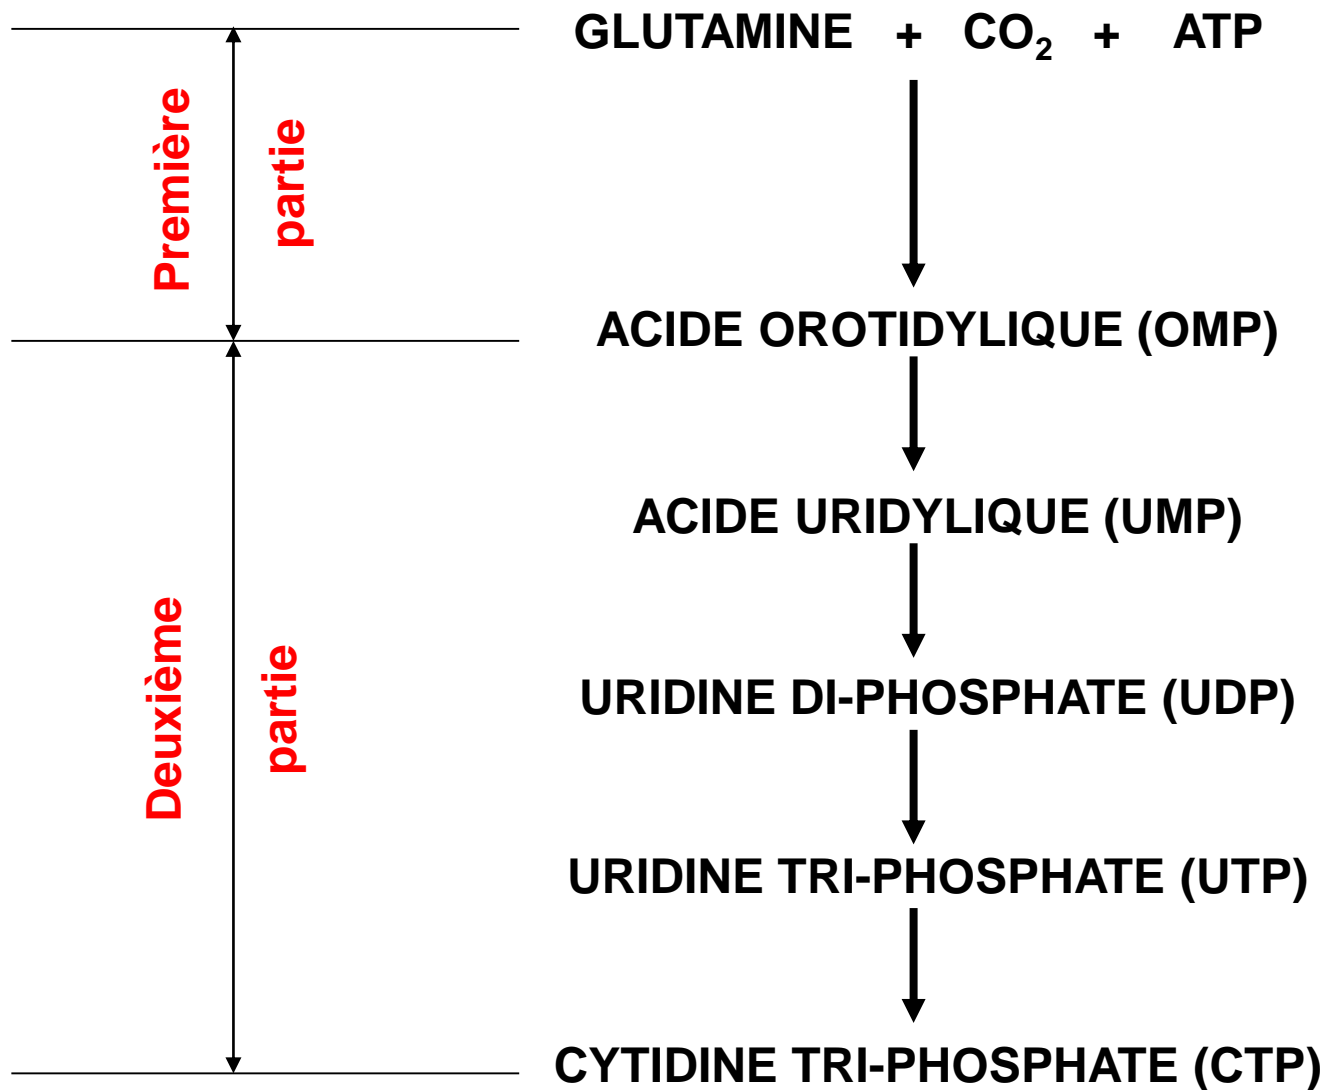 GLUTAMINE + CO₂ + ATP
Première
partie
ACIDE OROTIDYLIQUE (OMP)
ACIDE URIDYLIQUE (UMP)
Deuxième
partie
URIDINE DI-PHOSPHATE (UDP)
URIDINE TRI-PHOSPHATE (UTP)
CYTIDINE TRI-PHOSPHATE (CTP)